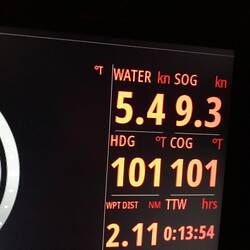 °T WATER kn SOG kn
5.4 9.3
HDG °T COG °T
101 101
WPT DIST NM TTW hrs
2.11 0:13:54